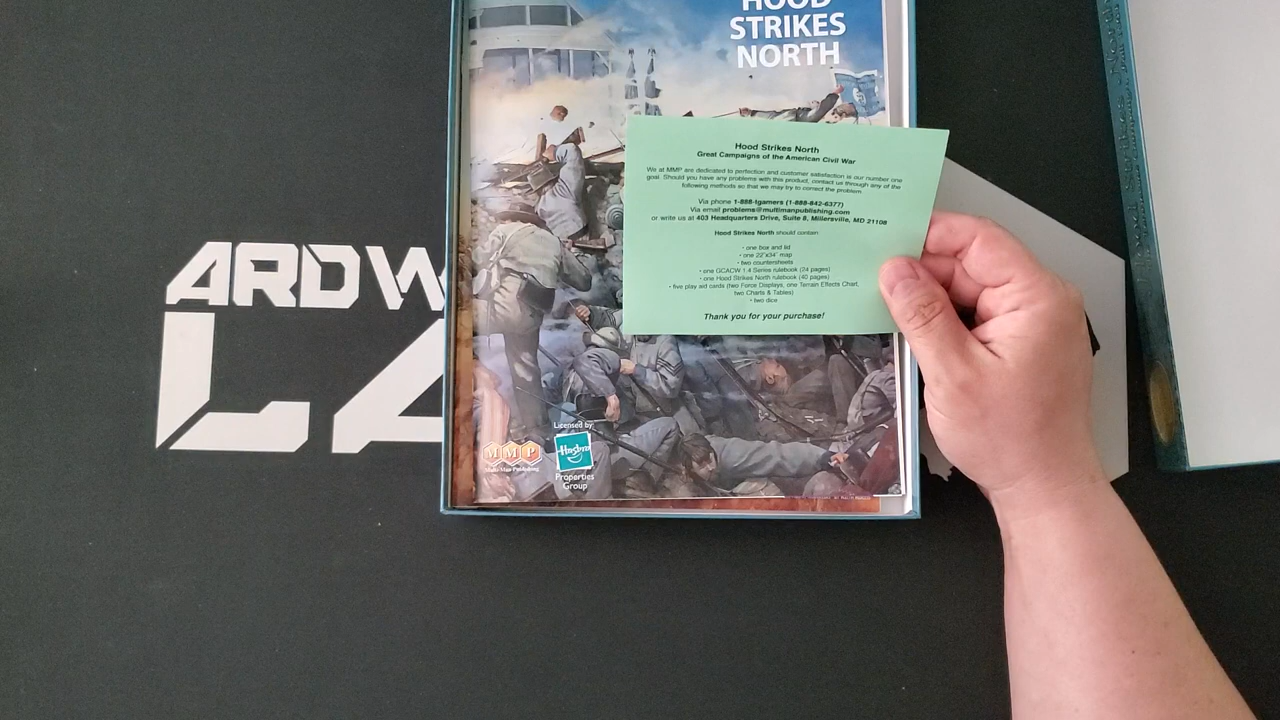 HOOD
STRIKES
NORTH
Hood Strikes North
Great Campaigns of the American Civil War
We at MMP are dedicated to perfection and customer satisfaction is our number one
goal. Should you have any problems with this product, contact us through any of the
following methods so that we may try to correct the problem.
Via phone 1-888-tgamers (1-888-842-6377)
Via email problems@multimanpublishing.com
or write us at 403 Headquarters Drive, Suite 8, Millersville, MD 21108
Hood Strikes North should contain:
• one box and lid
• one 22"x34" map
• two countersheets
• one GCACW 1.4 Series rulebook (24 pages)
• one Hood Strikes North rulebook (40 pages)
• five play aid cards (two Force Displays, one Terrain Effects Chart,
two Charts & Tables)
• two dice
Thank you for your purchase!
ARDW
LA
MMP
Multi-Man Publishing
Licensed by:
Hasbro
Properties
Group